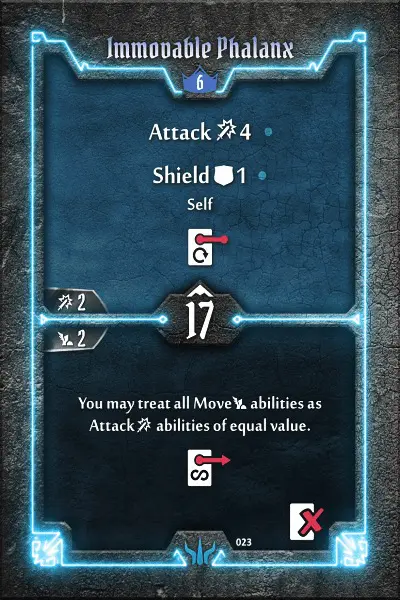 Immovable Phalanx
6
Attack 4
Shield 1
Self
2
17
2
You may treat all Move abilities as
Attack abilities of equal value.
023